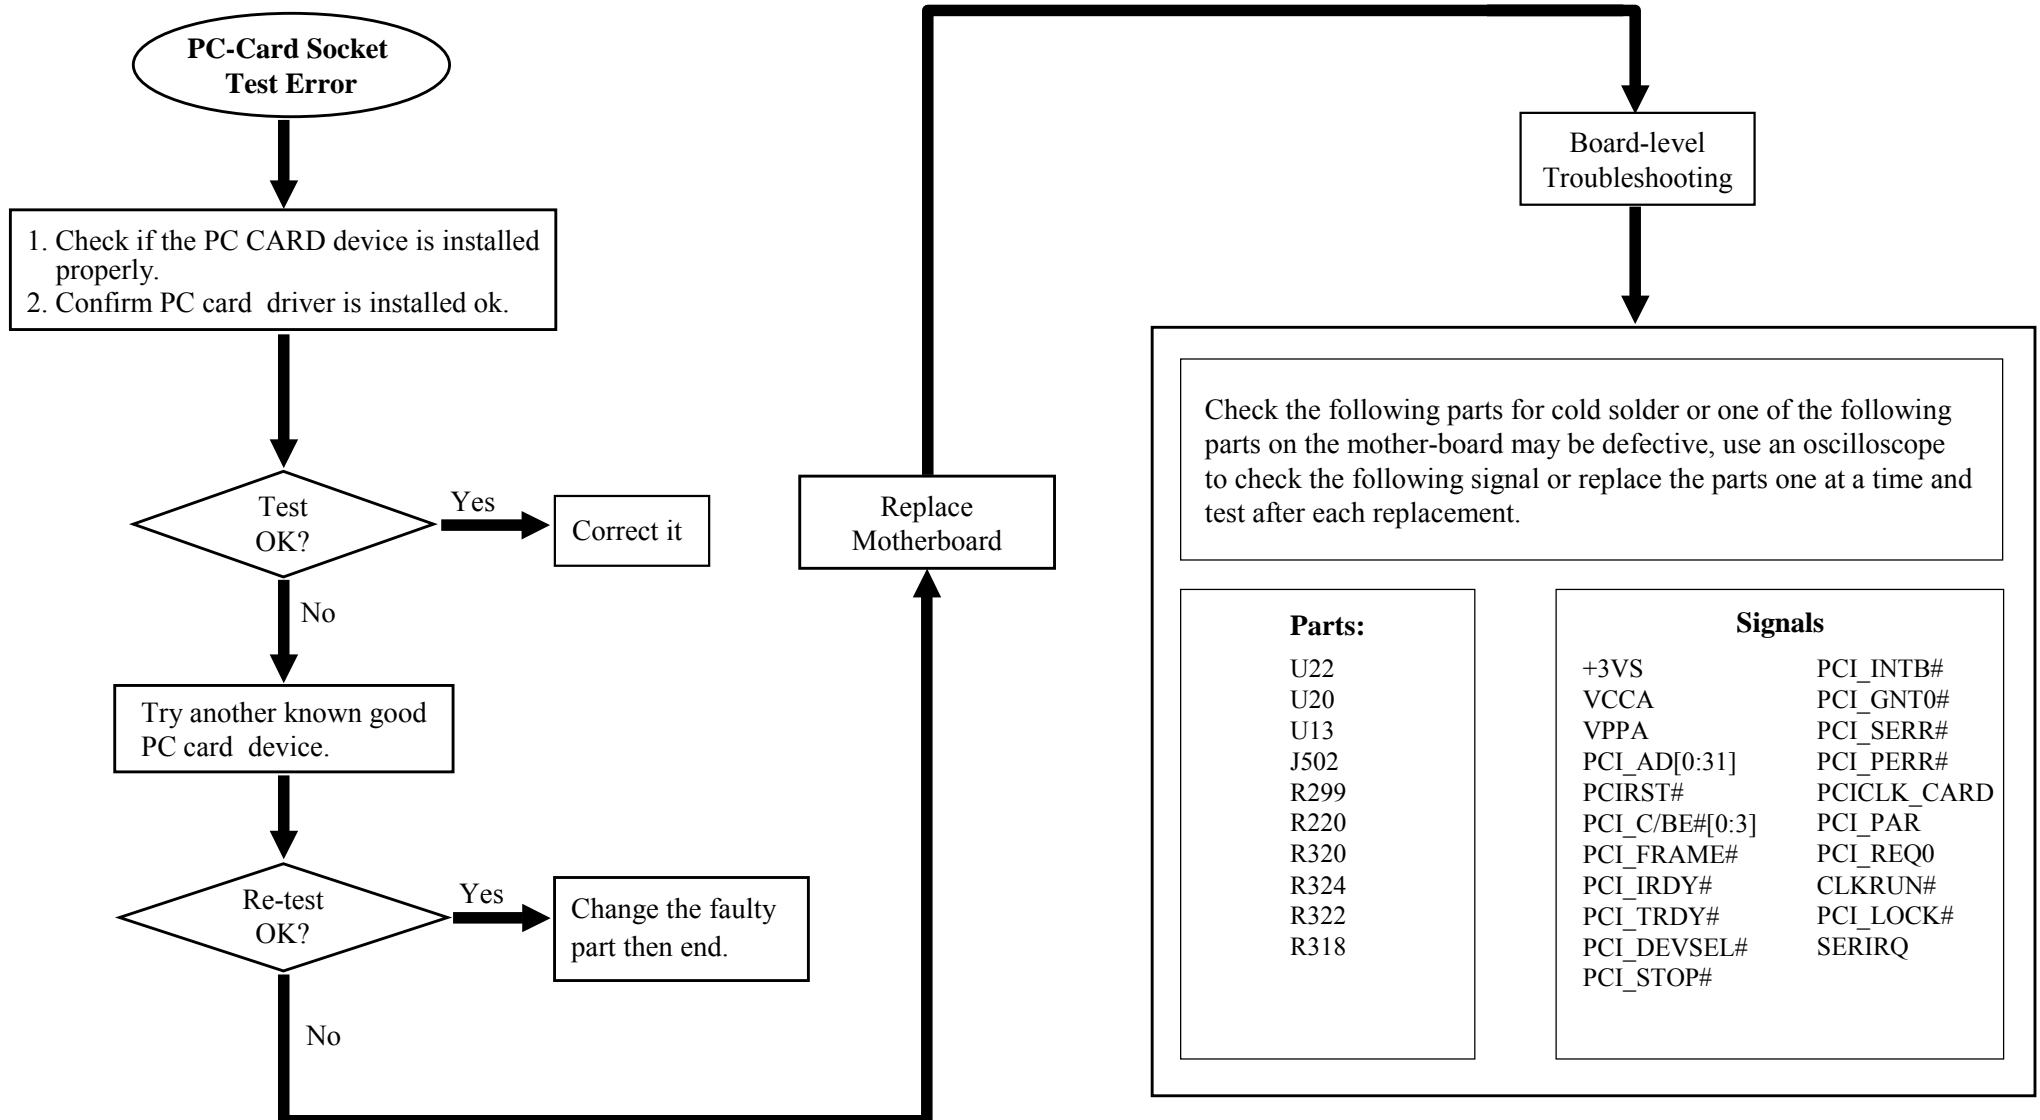 PC-Card Socket
Test Error
1. Check if the PC CARD device is installed
properly.
2. Confirm PC card  driver is installed ok.
Test
OK?
Yes
Correct it
No
Try another known good
PC card  device.
Re-test
OK?
Yes
Change the faulty
part then end.
No
Replace
Motherboard
Board-level
Troubleshooting
Check the following parts for cold solder or one of the following
parts on the mother-board may be defective, use an oscilloscope
to check the following signal or replace the parts one at a time and
test after each replacement.
Parts:
U22
U20
U13
J502
R299
R220
R320
R324
R322
R318
Signals
+3VS
VCCA
VPPA
PCI_AD[0:31]
PCIRST#
PCI_C/BE#[0:3]
PCI_FRAME#
PCI_IRDY#
PCI_TRDY#
PCI_DEVSEL#
PCI_STOP#
PCI_INTB#
PCI_GNT0#
PCI_SERR#
PCI_PERR#
PCICLK_CARD
PCI_PAR
PCI_REQ0
CLKRUN#
PCI_LOCK#
SERIRQ